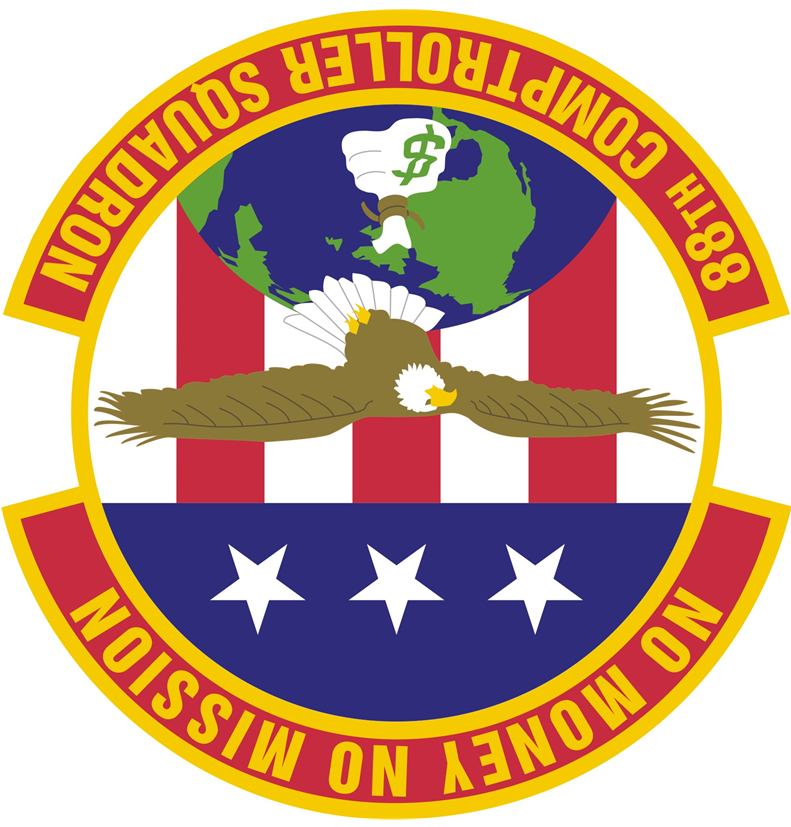 NO MONEY NO MISSION
$
88TH COMPTROLLER SQUADRON